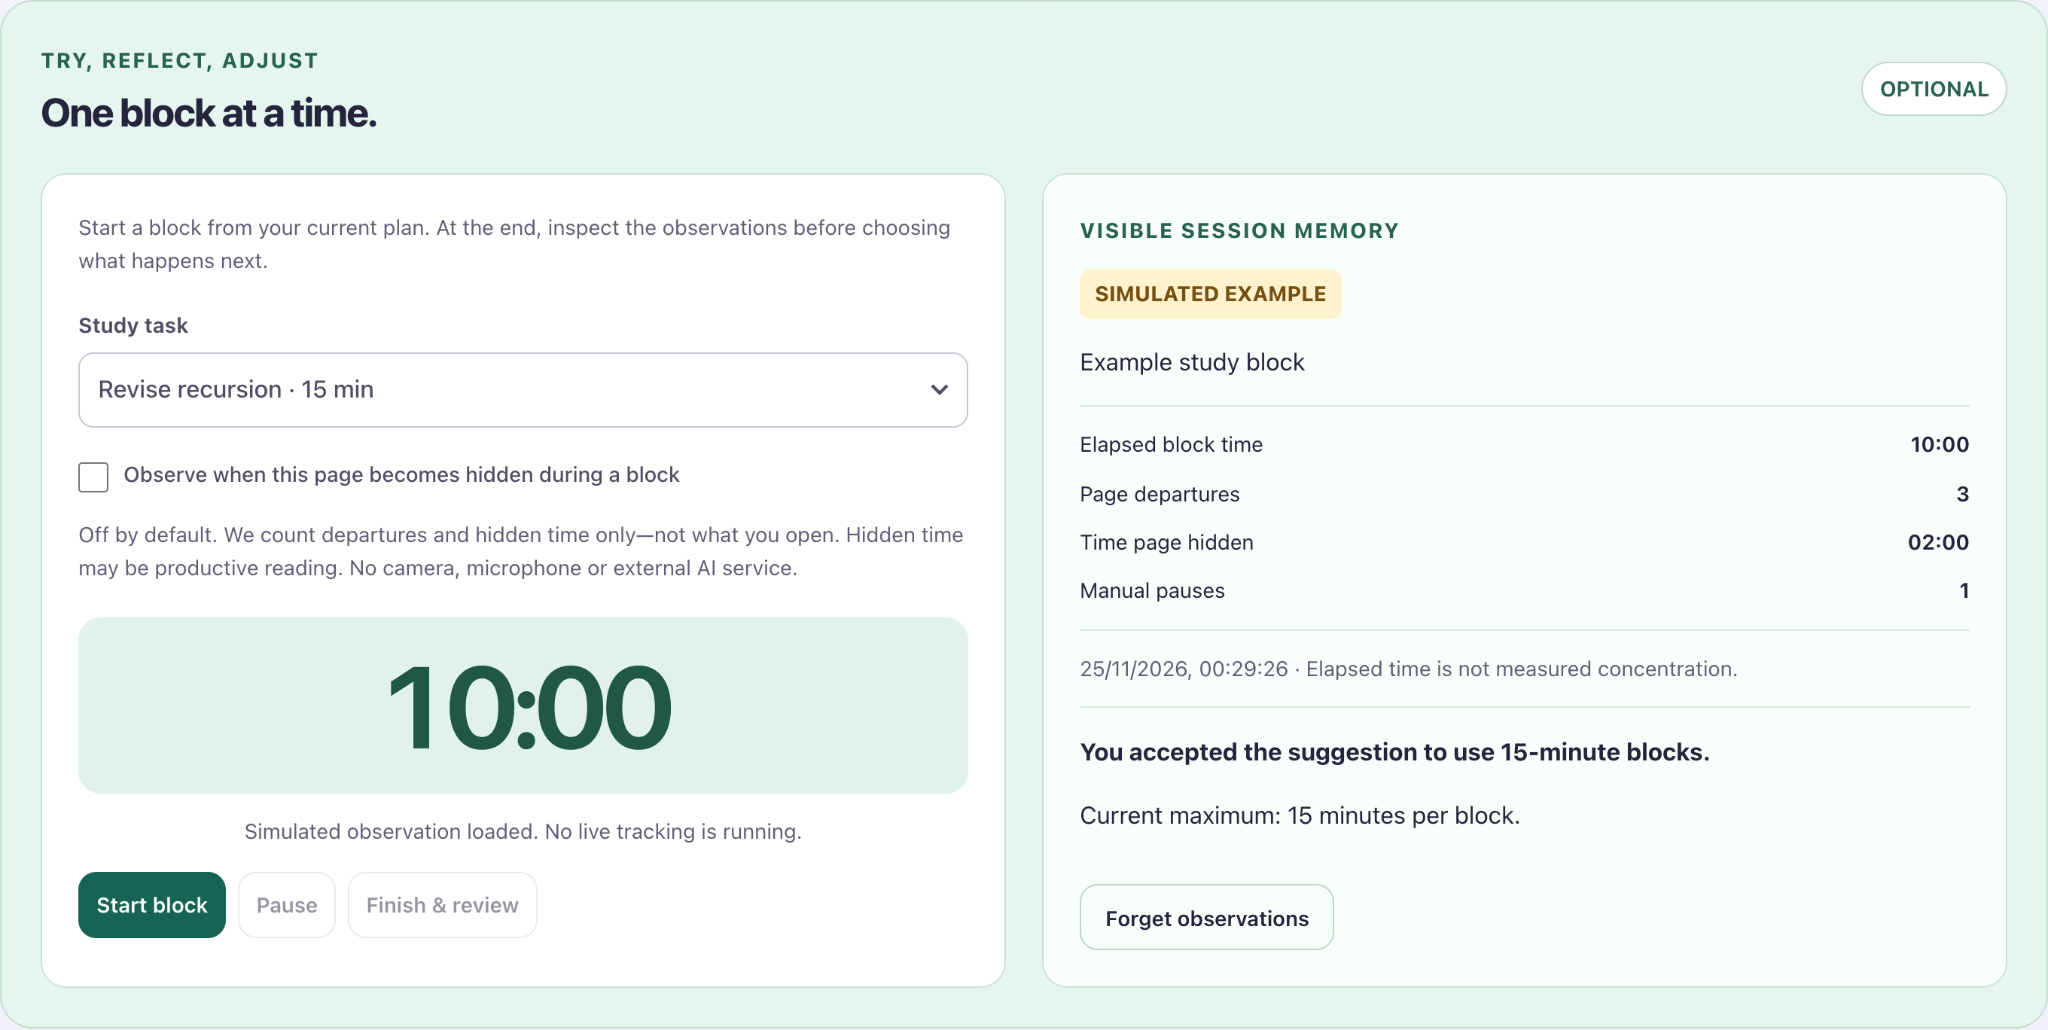 TRY, REFLECT, ADJUST
One block at a time.
OPTIONAL
Start a block from your current plan. At the end, inspect the observations before choosing
what happens next.
Study task
Revise recursion · 15 min
Observe when this page becomes hidden during a block
Off by default. We count departures and hidden time only—not what you open. Hidden time
may be productive reading. No camera, microphone or external AI service.
10:00
Simulated observation loaded. No live tracking is running.
Start block
Pause
Finish & review
VISIBLE SESSION MEMORY
SIMULATED EXAMPLE
Example study block
Elapsed block time 10:00
Page departures 3
Time page hidden 02:00
Manual pauses 1
25/11/2026, 00:29:26 · Elapsed time is not measured concentration.
You accepted the suggestion to use 15-minute blocks.
Current maximum: 15 minutes per block.
Forget observations